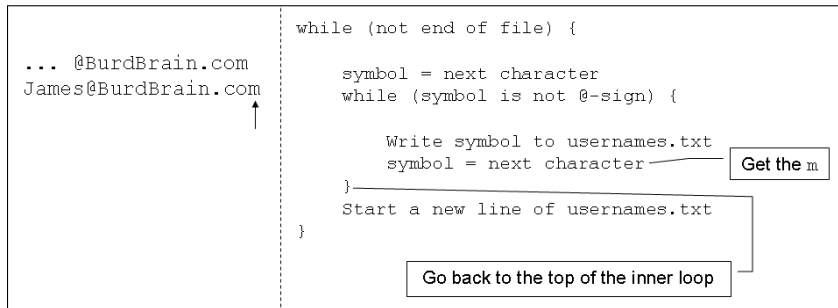 ... @BurdBrain.com
James@BurdBrain.com
while (not end of file) {
symbol = next character
while (symbol is not @-sign) {
Write symbol to usernames.txt
symbol = next character
Get the m
}
Start a new line of usernames.txt
}
Go back to the top of the inner loop